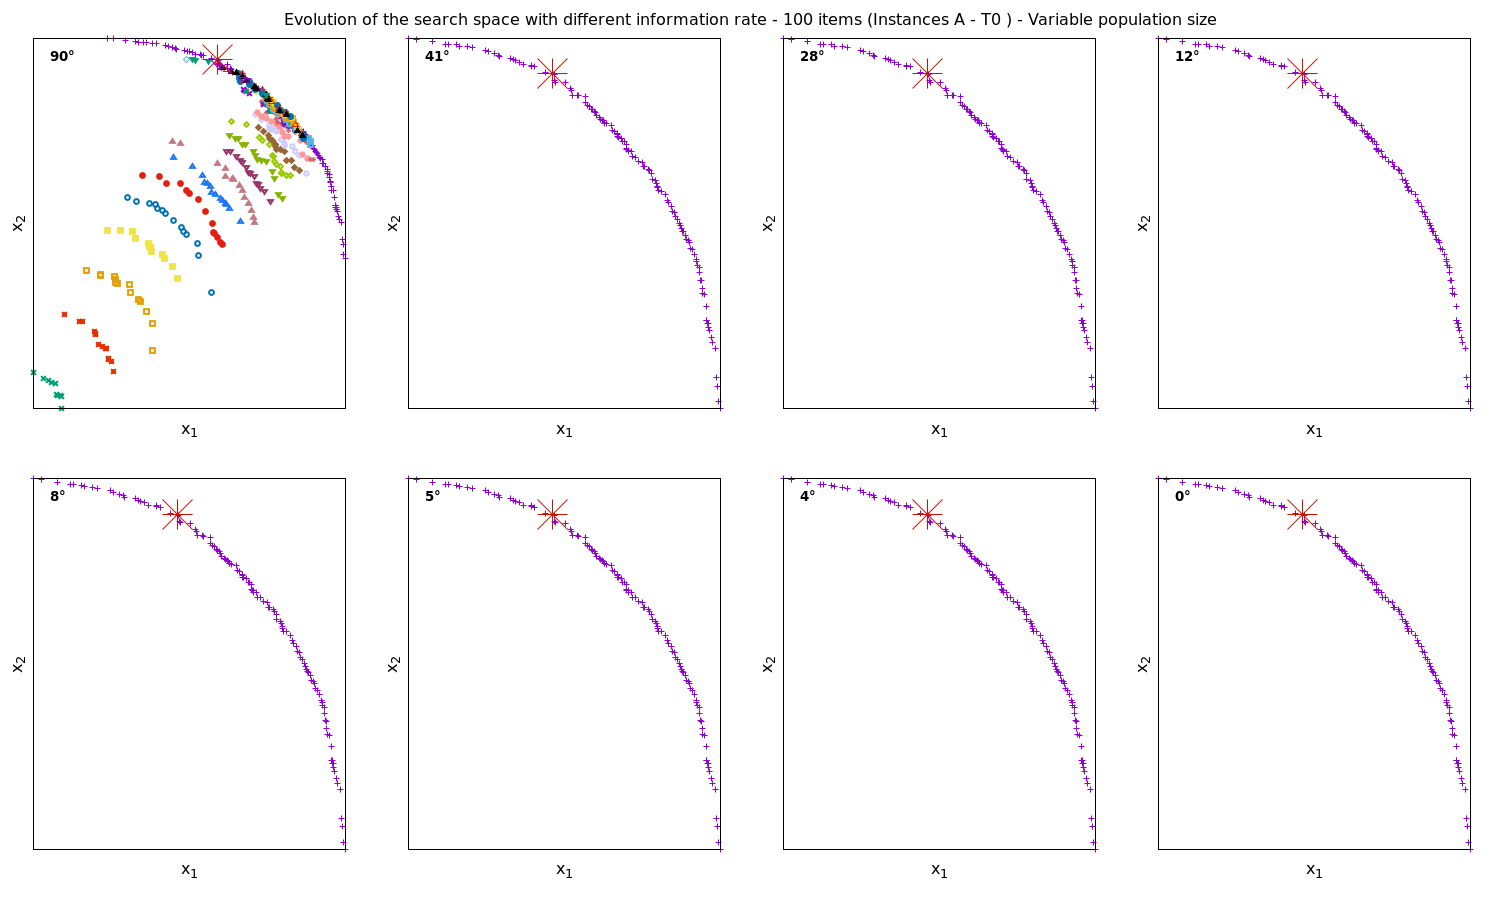 Evolution of the search space with different information rate - 100 items (Instances A - T0 ) - Variable population size
90°
41°
28°
12°
x2
x2
x2
x2
x1
x1
x1
x1
8°
5°
4°
0°
x2
x2
x2
x2
x1
x1
x1
x1